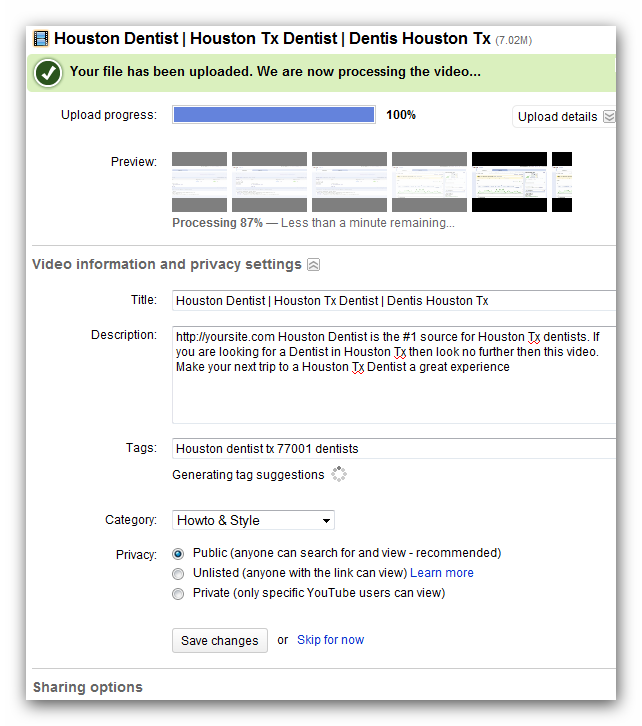 Houston Dentist | Houston Tx Dentist | Dentis Houston Tx (7.02M)
Your file has been uploaded. We are now processing the video...
Upload progress: 100% Upload details
Preview:
Processing 87% — Less than a minute remaining...
Video information and privacy settings
Title: Houston Dentist | Houston Tx Dentist | Dentis Houston Tx
Description: http://yoursite.com Houston Dentist is the #1 source for Houston Tx dentists. If
you are looking for a Dentist in Houston Tx then look no further then this video.
Make your next trip to a Houston Tx Dentist a great experience
Tags: Houston dentist tx 77001 dentists
Generating tag suggestions
Category: Howto & Style
Privacy: Public (anyone can search for and view - recommended)
Unlisted (anyone with the link can view) Learn more
Private (only specific YouTube users can view)
Save changes or Skip for now
Sharing options